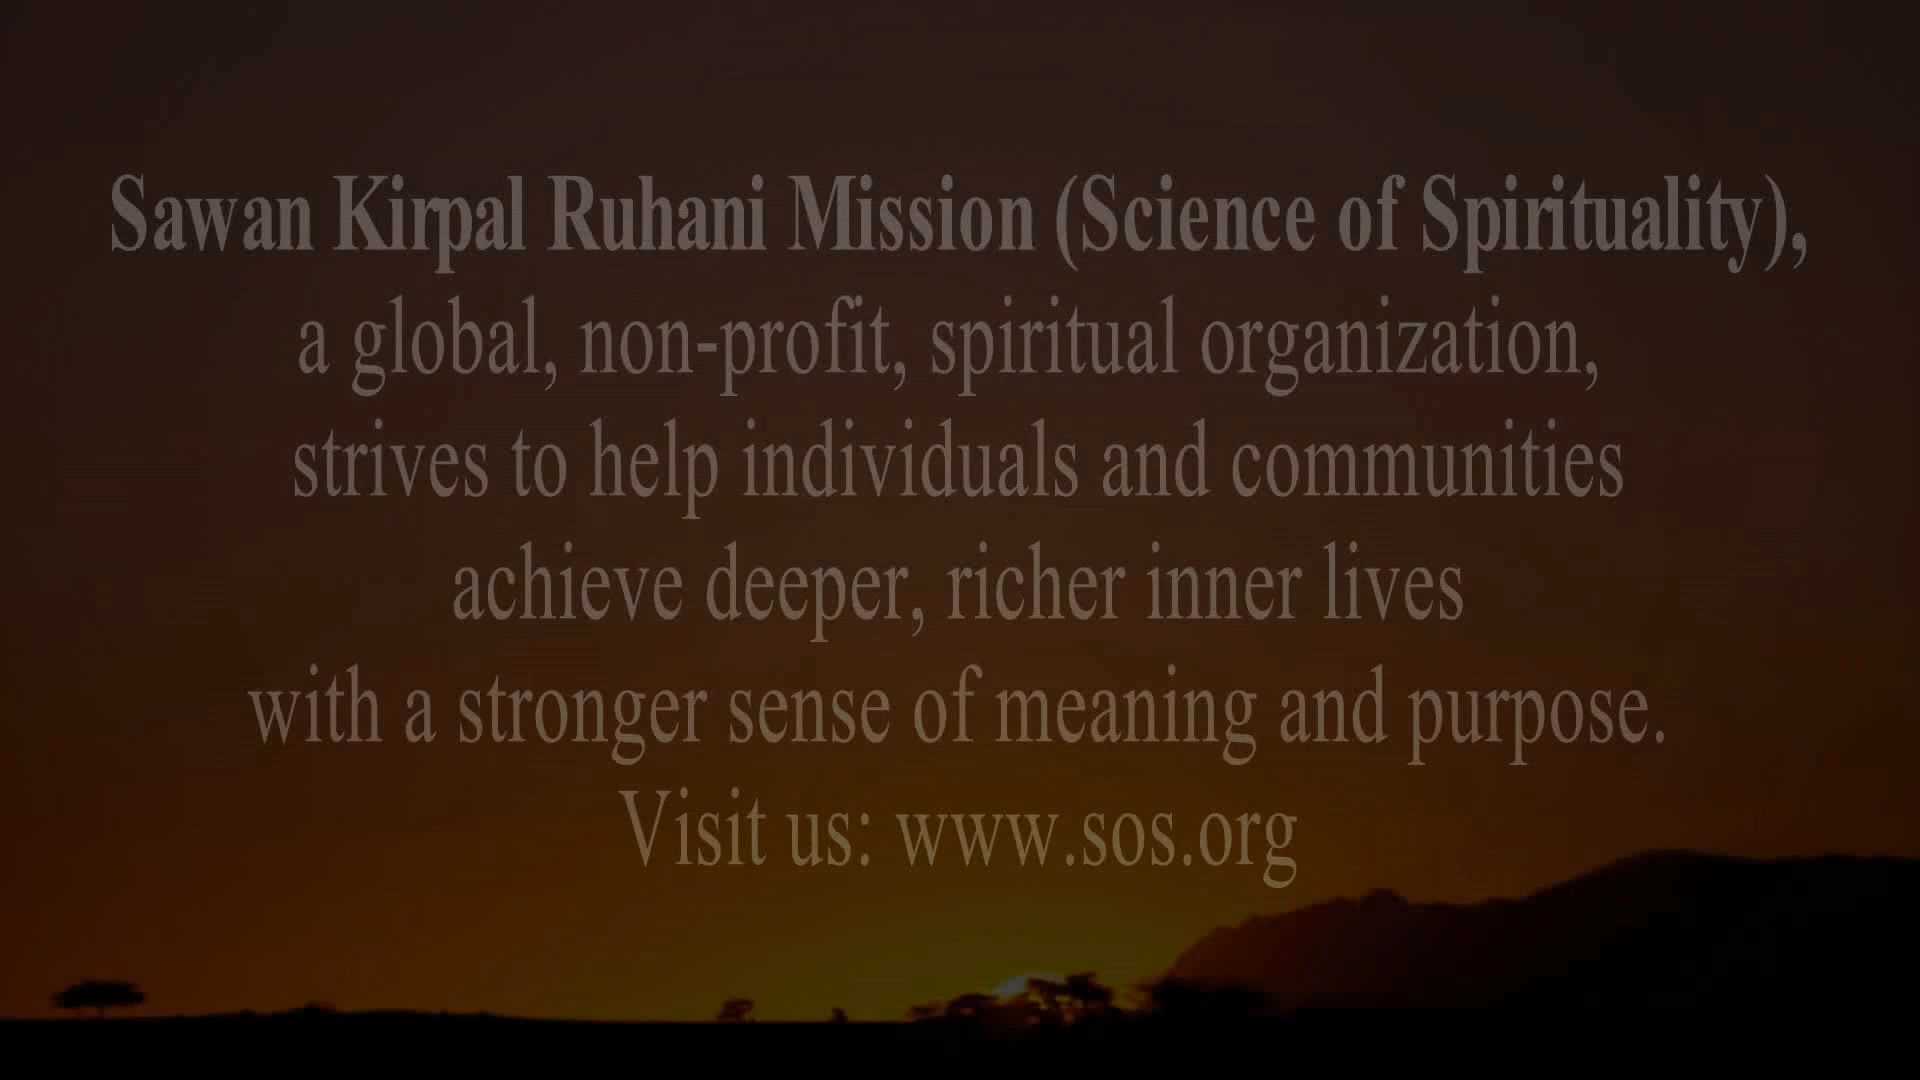 Sawan Kirpal Ruhani Mission (Science of Spirituality),
a global, non-profit, spiritual organization,
strives to help individuals and communities
achieve deeper, richer inner lives
with a stronger sense of meaning and purpose.
Visit us: www.sos.org